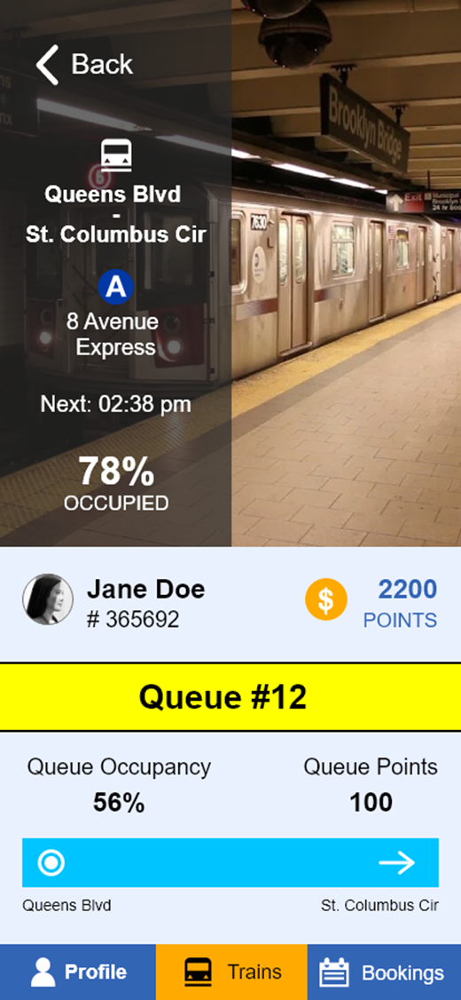 Back
Queens Blvd
-
St. Columbus Cir
A
8 Avenue
Express
Next: 02:38 pm
78%
OCCUPIED
6
7630
Brooklyn Bridge
Exit
Jane Doe
# 365692
$
2200
POINTS
Queue #12
Queue Occupancy
56%
Queue Points
100
Queens Blvd
St. Columbus Cir
Profile
Trains
Bookings